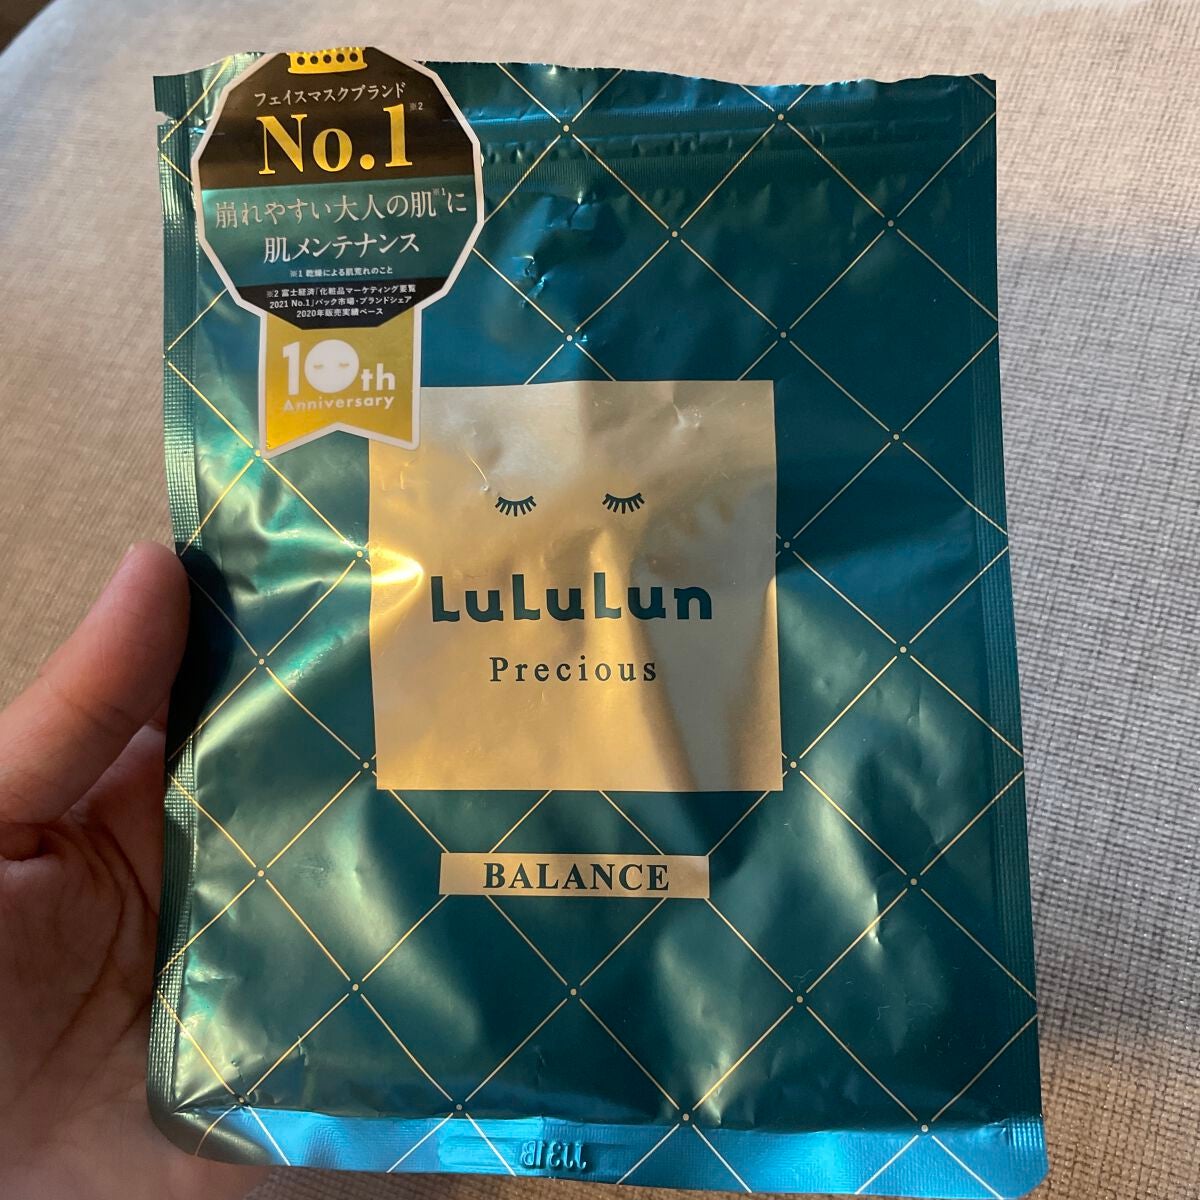 フェイスマスクブランド
No.1※2
崩れやすい大人の肌※1に
肌メンテナンス
※1 乾燥による肌荒れのこと
※2 富士経済「化粧品マーケティング要覧
2021 No.1」パック市場・ブランドシェア
2020年販売実績ベース
10th
Anniversary
LuLuLun
Precious
BALANCE